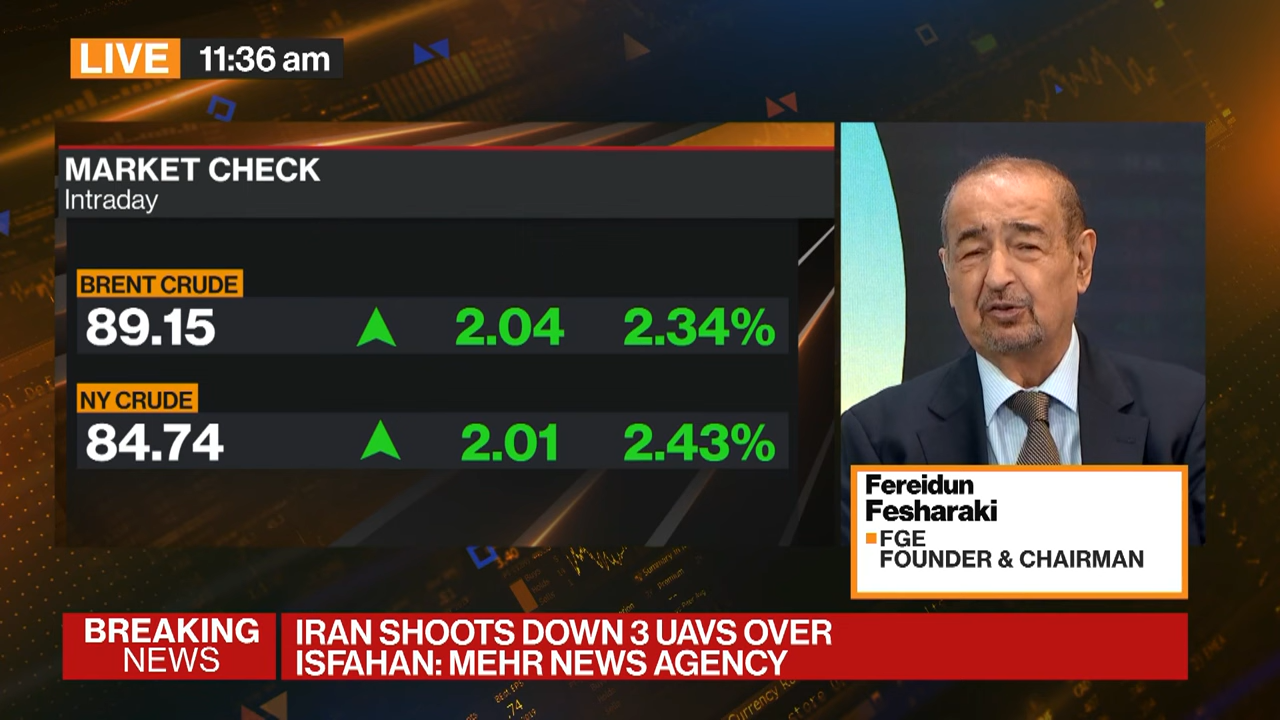 LIVE 11:36 am
MARKET CHECK
Intraday
BRENT CRUDE
89.15 2.04 2.34%
NY CRUDE
84.74 2.01 2.43%
Fereidun
Fesharaki
FGE
FOUNDER & CHAIRMAN
BREAKING
NEWS
IRAN SHOOTS DOWN 3 UAVS OVER
ISFAHAN: MEHR NEWS AGENCY